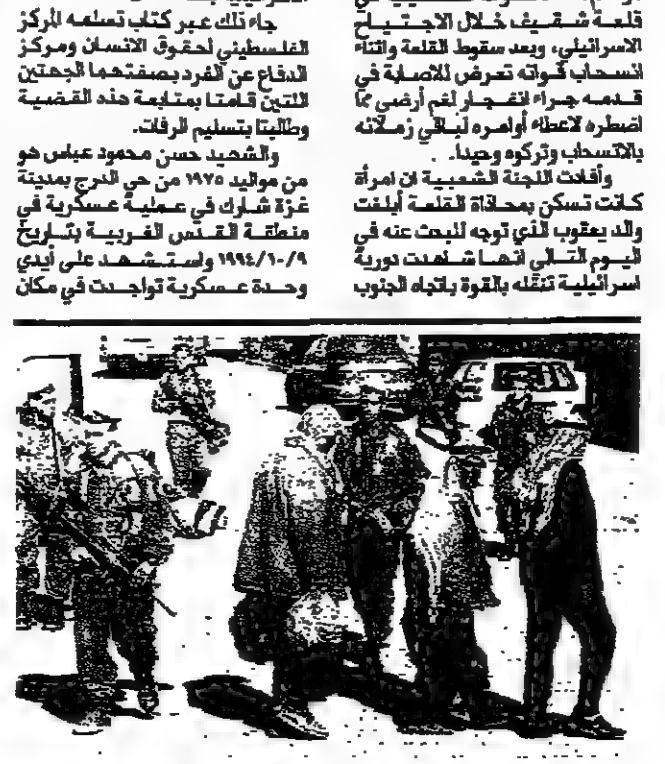 قلعة شقيف خلال الاجتياح
الاسرائيلي، وبعد سقوط القلعة واثناء
انسحاب قواته تعرض للاصابة في
قدمه جراء انفجار لغم أرضي مما
اضطره لاعطاء أوامره لباقي زملائه
بالانسحاب وتركوه وحيدا.
وأفادت اللجنة الشعبية ان امرأة
كانت تسكن بمحاذاة القلعة أبلغت
والد يعقوب الذي توجه للبحث عنه في
اليوم التالي انها شاهدت دورية
اسرائيلية تنقله بالقوة باتجاه الجنوب
جاء ذلك عبر كتاب تسلمه المركز
الفلسطيني لحقوق الانسان ومركز
الدفاع عن الفرد بصفتهما الجهتين
اللتين قامتا بمتابعة هذه القضية
وطالبتا بتسليم الرفات.
والشهيد حسن محمود عباس هو
من مواليد ١٩٧٥ من حي الدرج بمدينة
غزة شارك في عملية عسكرية في
منطقة القدس الغربية بتاريخ
١٩٩٤/١٠/٩ واستشهد على أيدي
وحدة عسكرية تواجدت في مكان